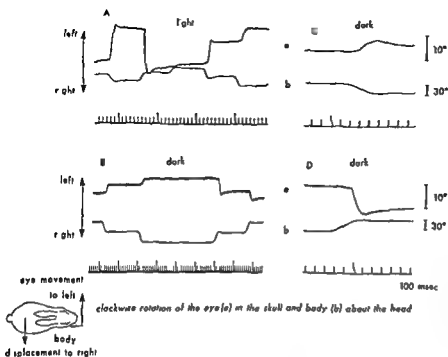 A
light
left
right
a
b
dark
10°
30°
B
dark
left
right
a
b
D
dark
10°
30°
100 msec
eye movement
to left
body
d splacement to right
clockwise rotation of the eye(a) in the skull and body (b) about the head